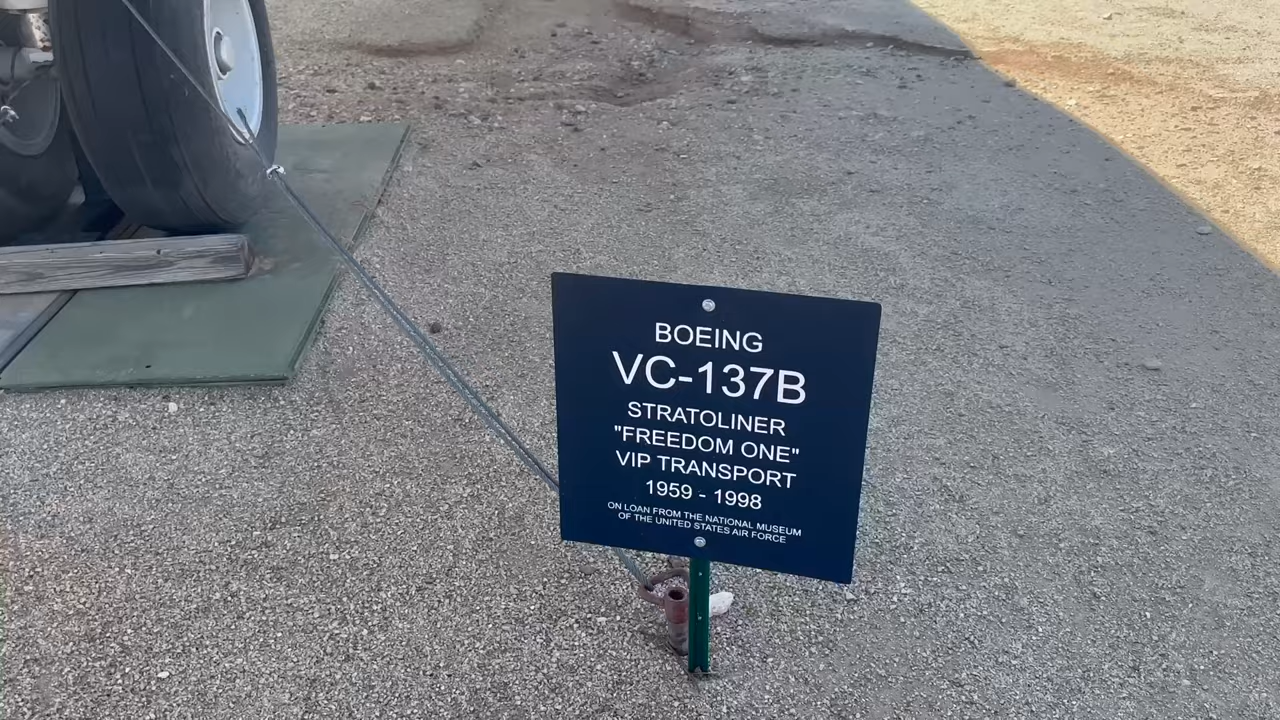 BOEING
VC-137B
STRATOLINER
"FREEDOM ONE"
VIP TRANSPORT
1959 - 1998
ON LOAN FROM THE NATIONAL MUSEUM
OF THE UNITED STATES AIR FORCE